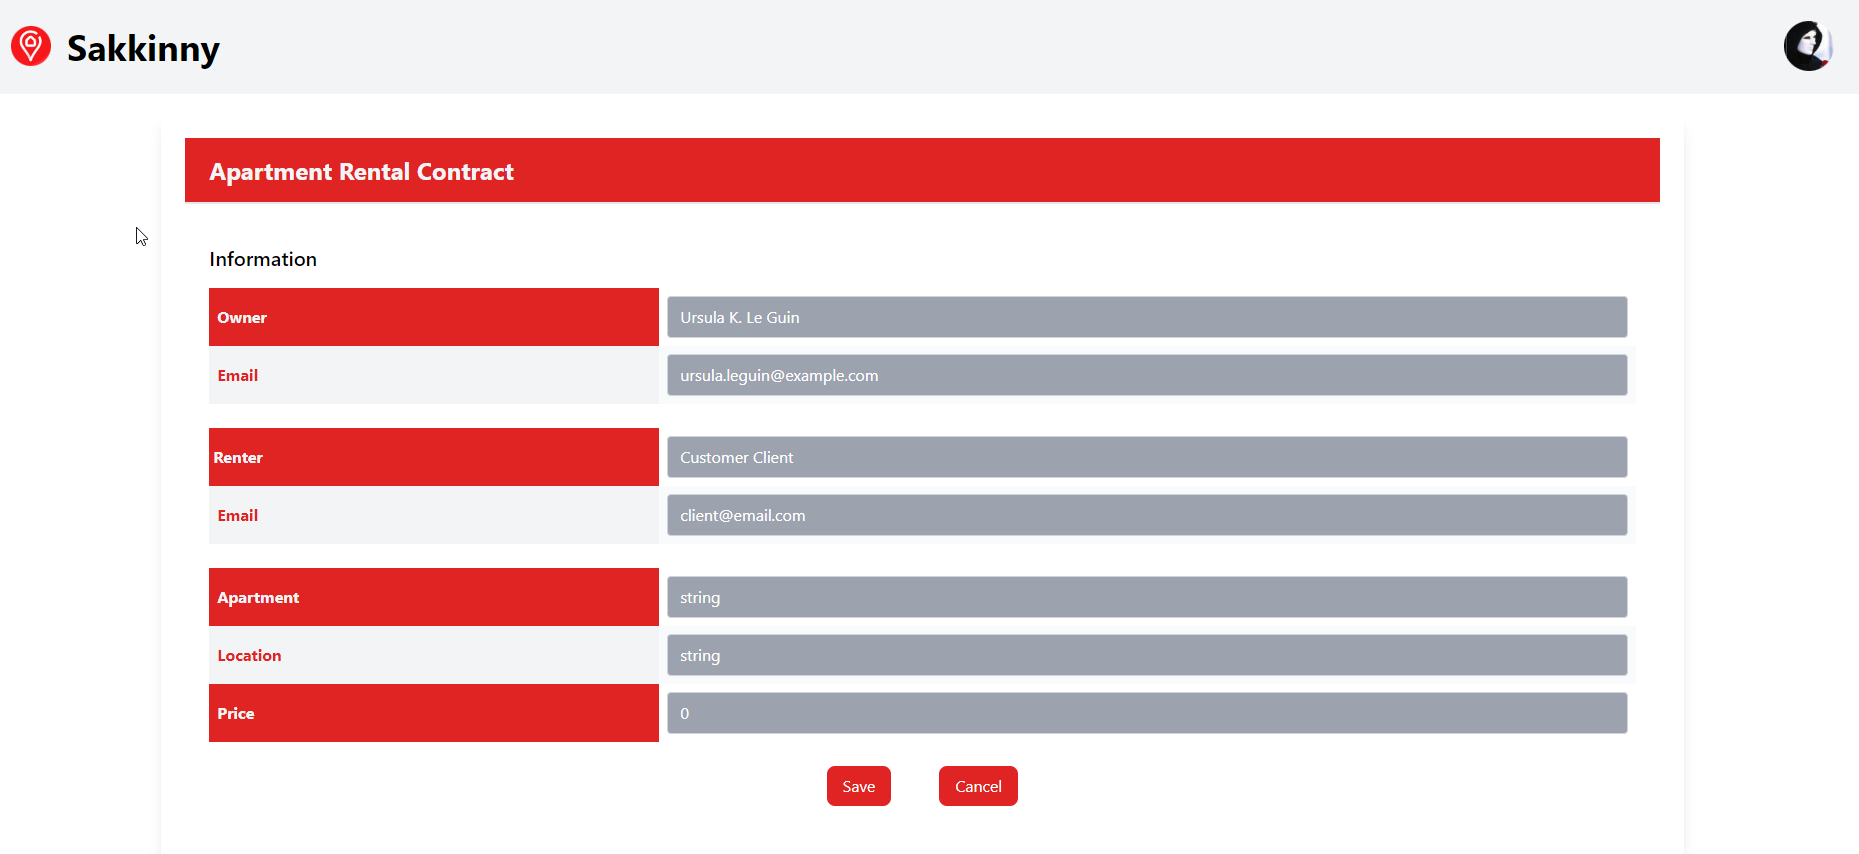 Sakkinny
Apartment Rental Contract
Information
Owner
Ursula K. Le Guin
Email
ursula.leguin@example.com
Renter
Customer Client
Email
client@email.com
Apartment
string
Location
string
Price
0
Save
Cancel